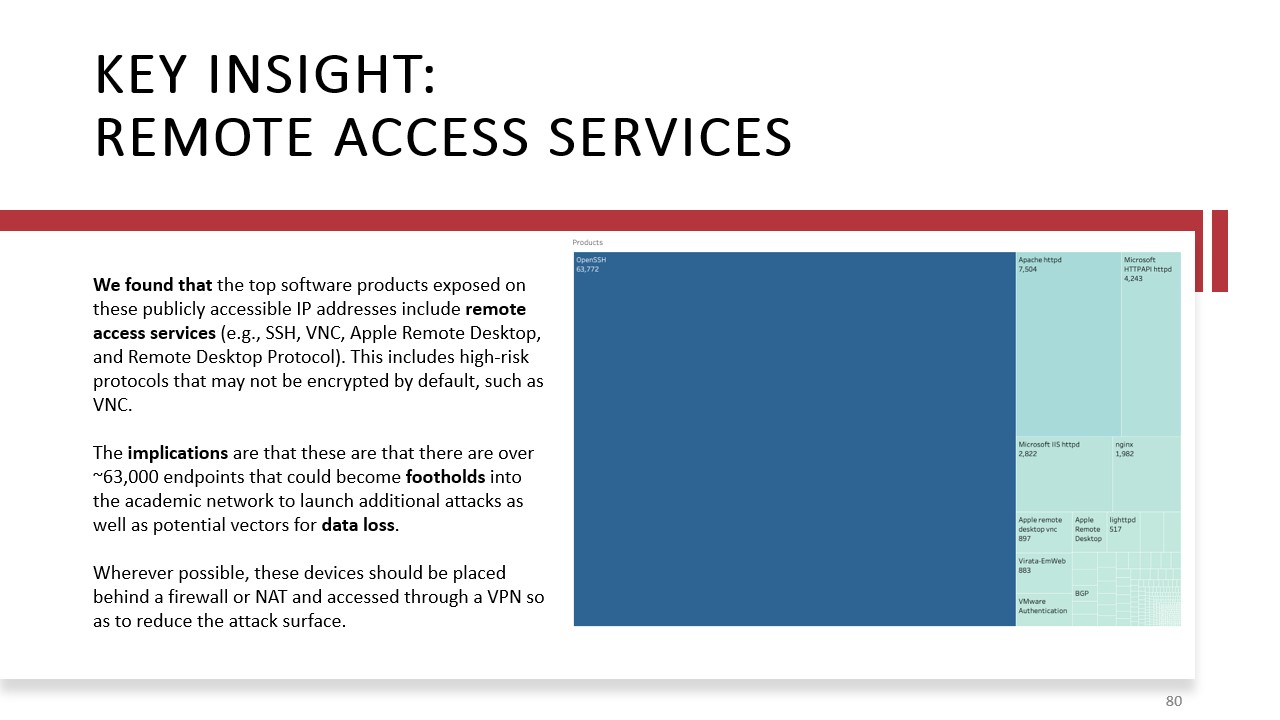 KEY INSIGHT:
REMOTE ACCESS SERVICES
We found that the top software products exposed on
these publicly accessible IP addresses include remote
access services (e.g., SSH, VNC, Apple Remote Desktop,
and Remote Desktop Protocol). This includes high-risk
protocols that may not be encrypted by default, such as
VNC.
The implications are that these are that there are over
~63,000 endpoints that could become footholds into
the academic network to launch additional attacks as
well as potential vectors for data loss.
Wherever possible, these devices should be placed
behind a firewall or NAT and accessed through a VPN so
as to reduce the attack surface.
Products
OpenSSH
63,772
Apache httpd
7,504
Microsoft
HTTPAPI httpd
4,243
Microsoft IIS httpd
2,822
nginx
1,982
Apple remote
desktop vnc
897
Apple
Remote
Desktop
lighttpd
517
Virata-EmWeb
883
BGP
VMware
Authentication
80